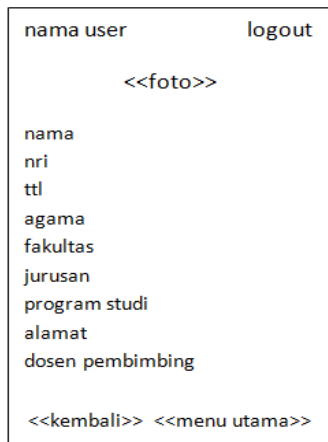 nama user logout
<<foto>>
nama
nri
ttl
agama
fakultas
jurusan
program studi
alamat
dosen pembimbing
<<kembali>> <<menu utama>>